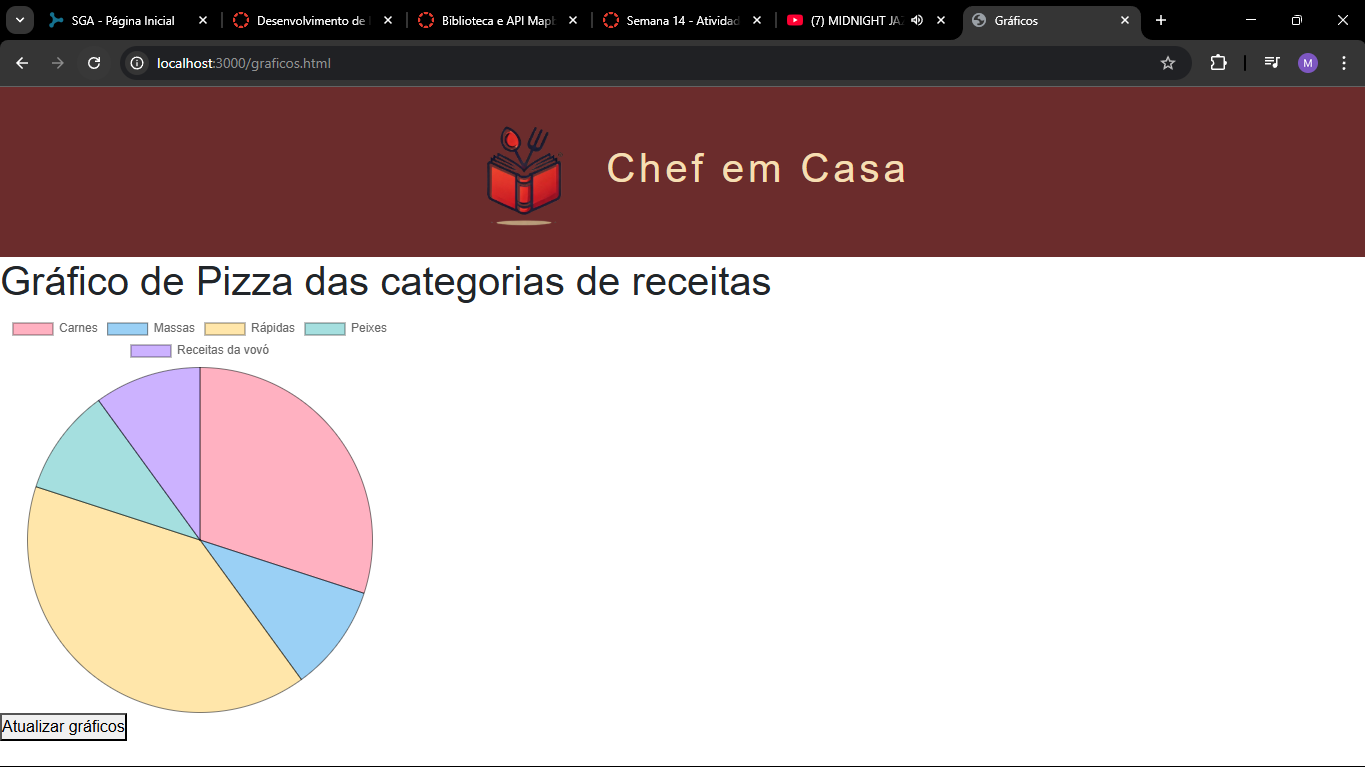 SGA - Página Inicial
Desenvolvimento de
Biblioteca e API Map
Semana 14 - Atividad
(7) MIDNIGHT JA
Gráficos
localhost:3000/graficos.html
M
Chef em Casa
Gráfico de Pizza das categorias de receitas
Carnes Massas Rápidas Peixes
Receitas da vovó
Atualizar gráficos